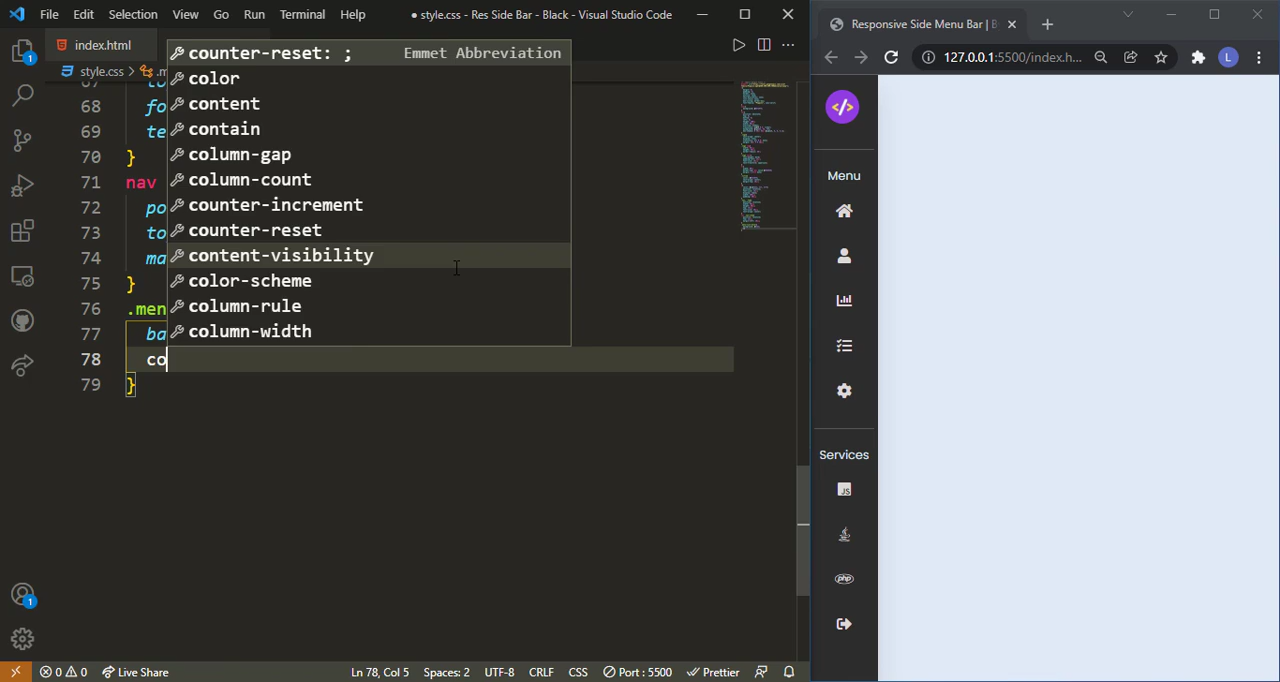 File Edit Selection View Go Run Terminal Help
● style.css - Res Side Bar - Black - Visual Studio Code
index.html
style.css > .m
68 fo
69 te
70 }
71 nav
72 po
73 to
74 ma
75 }
76 .men
77 ba
78 co
79 }
counter-reset: ; Emmet Abbreviation
color
content
contain
column-gap
column-count
counter-increment
counter-reset
content-visibility
color-scheme
column-rule
column-width
1
1
0 0 Live Share
Ln 78, Col 5 Spaces: 2 UTF-8 CRLF CSS Port : 5500 Prettier
Responsive Side Menu Bar | B
127.0.0.1:5500/index.h...
L
</>
Menu
Services
JS
php